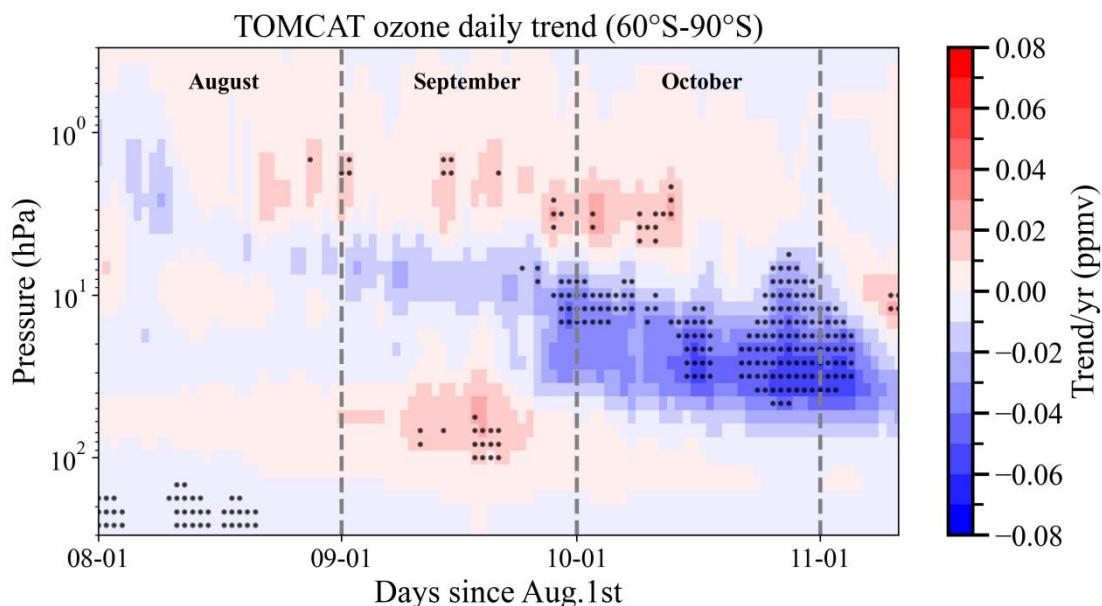 TOMCAT ozone daily trend (60°S-90°S)
August
September
October
Pressure (hPa)
10⁰
10¹
10²
08-01
09-01
10-01
11-01
Days since Aug.1st
0.08
0.06
0.04
0.02
0.00
−0.02
−0.04
−0.06
−0.08
Trend/yr (ppmv)